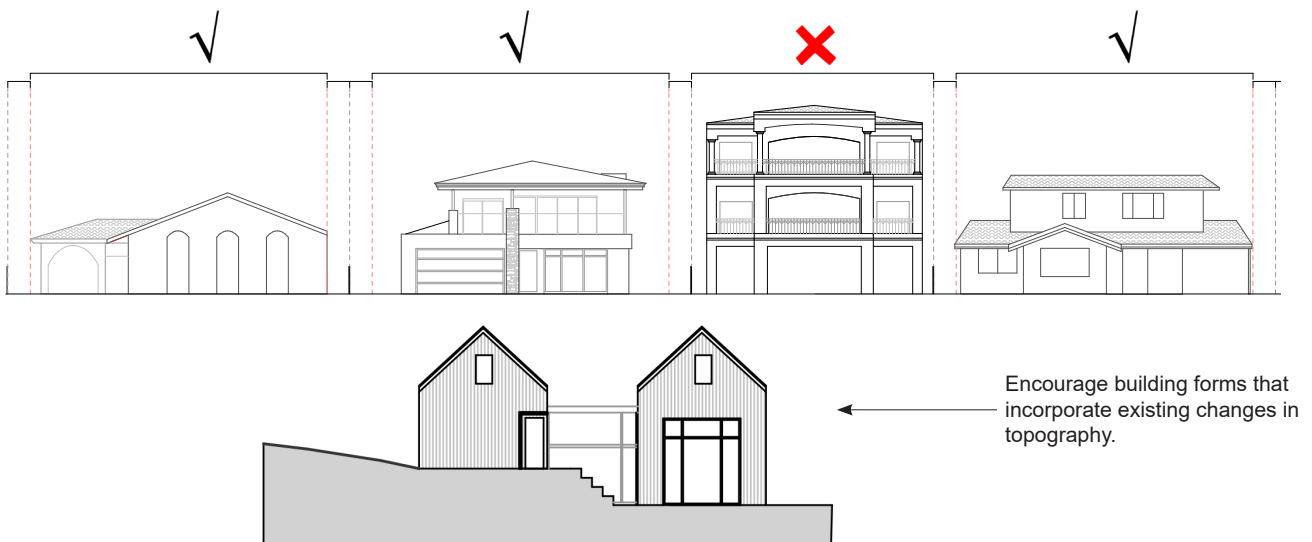 Encourage building forms that
incorporate existing changes in
topography.